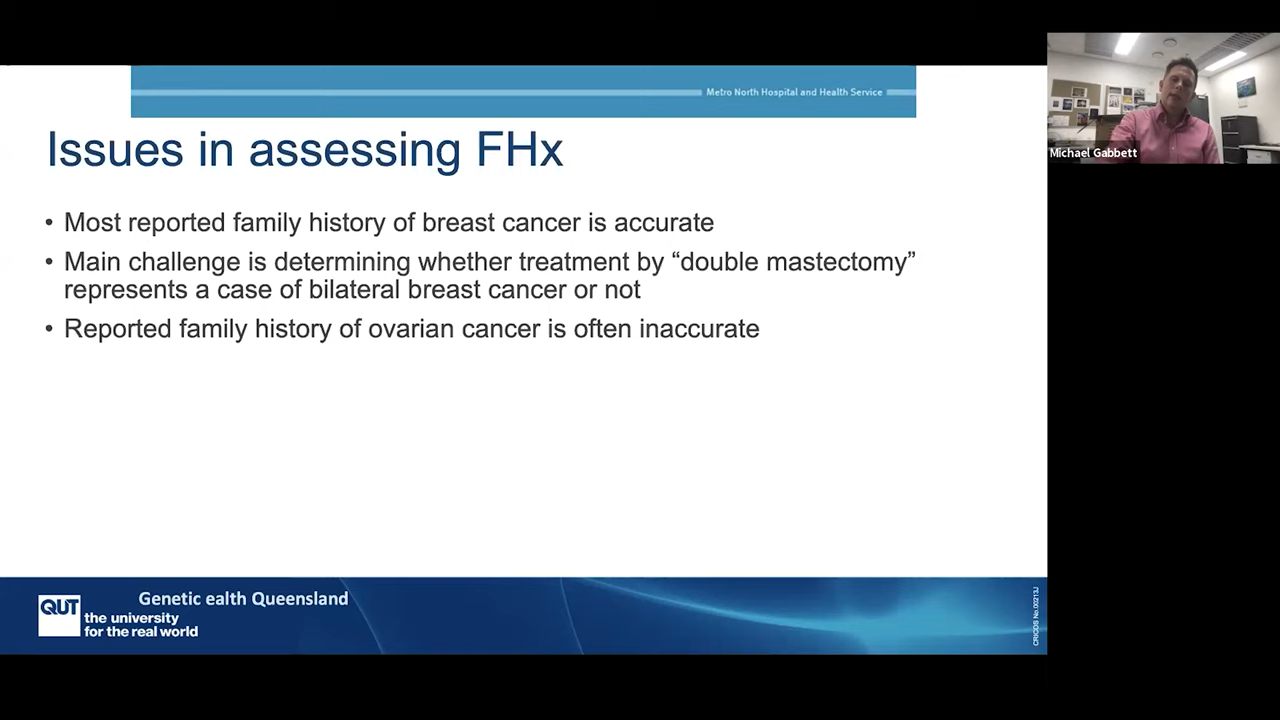 Metro North Hospital and Health Service
Michael Gabbett
Issues in assessing FHx
• Most reported family history of breast cancer is accurate
• Main challenge is determining whether treatment by “double mastectomy”
represents a case of bilateral breast cancer or not
• Reported family history of ovarian cancer is often inaccurate
Genetic ealth Queensland
QUT
the university
for the real world
CRICOS No.00213J